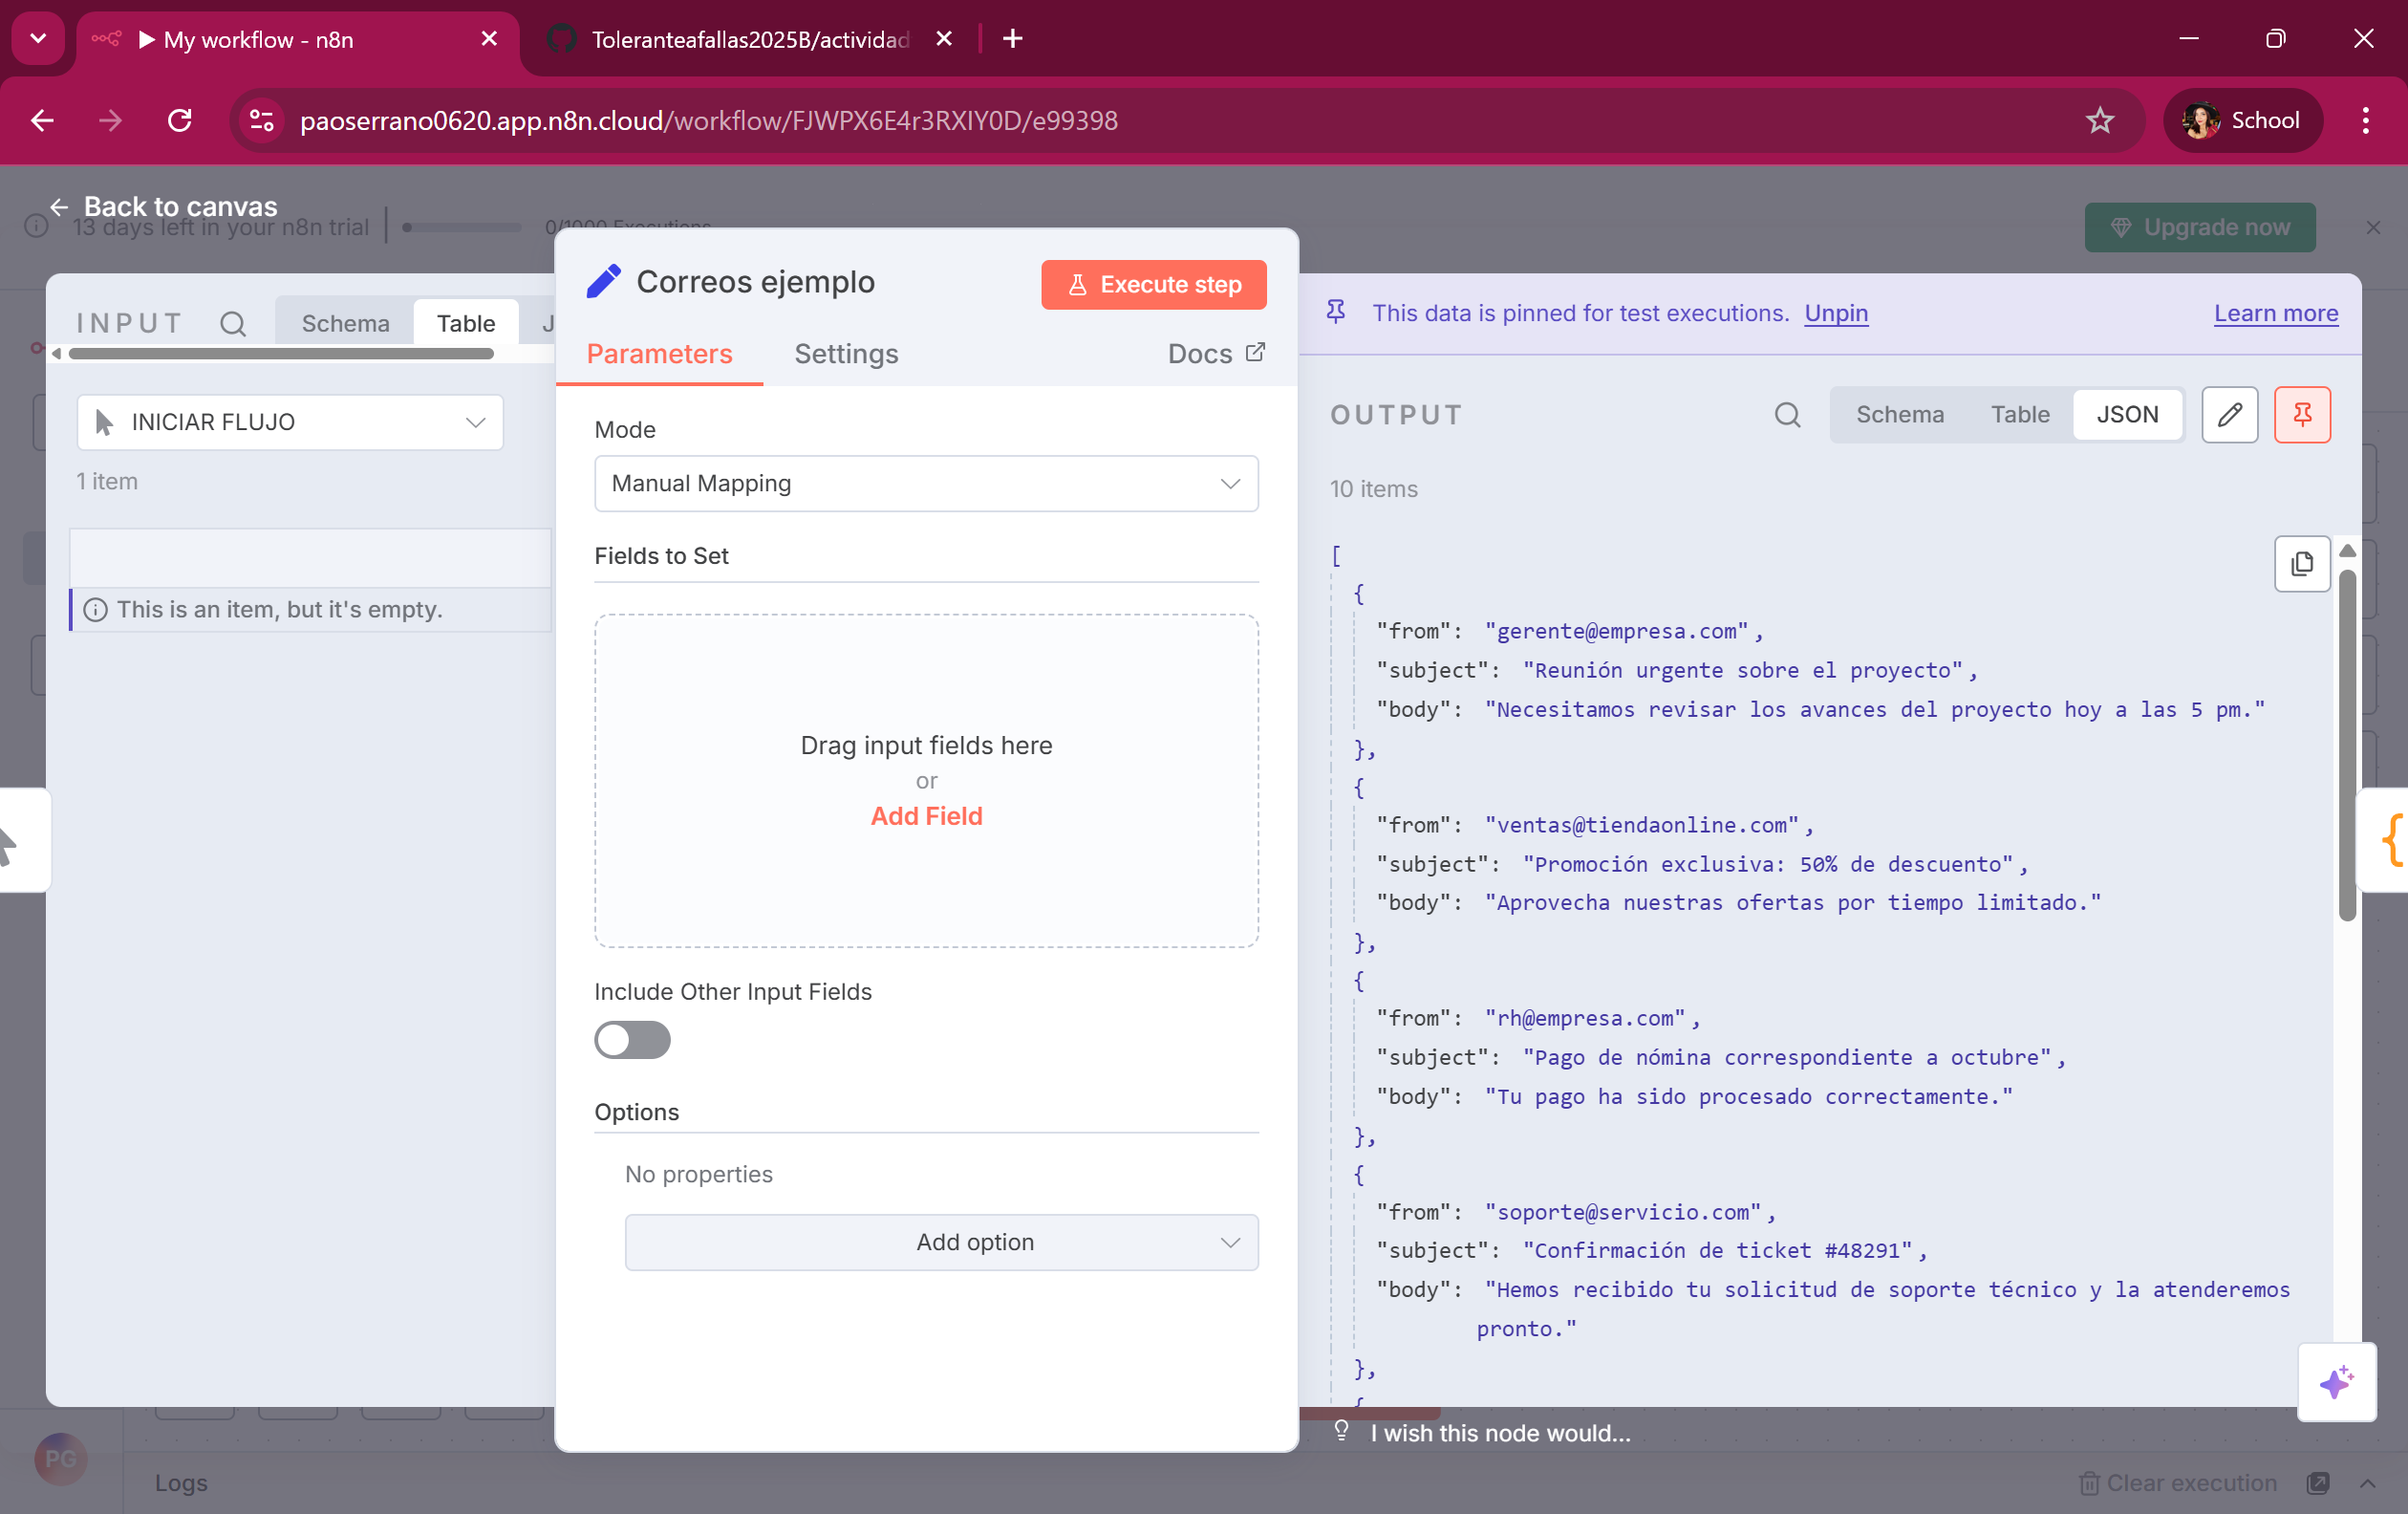 My workflow - n8n
Toleranteafallas2025B/actividad
paoserrano0620.app.n8n.cloud/workflow/FJWPX6E4r3RXIY0D/e99398
School
Back to canvas
13 days left in your n8n trial
0/1000 Executions
Upgrade now
INPUT
Schema
Table
J
INICIAR FLUJO
1 item
This is an item, but it's empty.
Correos ejemplo
Execute step
Parameters
Settings
Docs
Mode
Manual Mapping
Fields to Set
Drag input fields here
or
Add Field
Include Other Input Fields
Options
No properties
Add option
This data is pinned for test executions. Unpin
Learn more
OUTPUT
Schema
Table
JSON
10 items
[
{
"from": "gerente@empresa.com",
"subject": "Reunión urgente sobre el proyecto",
"body": "Necesitamos revisar los avances del proyecto hoy a las 5 pm."
},
{
"from": "ventas@tiendaonline.com",
"subject": "Promoción exclusiva: 50% de descuento",
"body": "Aprovecha nuestras ofertas por tiempo limitado."
},
{
"from": "rh@empresa.com",
"subject": "Pago de nómina correspondiente a octubre",
"body": "Tu pago ha sido procesado correctamente."
},
{
"from": "soporte@servicio.com",
"subject": "Confirmación de ticket #48291",
"body": "Hemos recibido tu solicitud de soporte técnico y la atenderemos
pronto."
},
{
I wish this node would...
PG
Logs
Clear execution